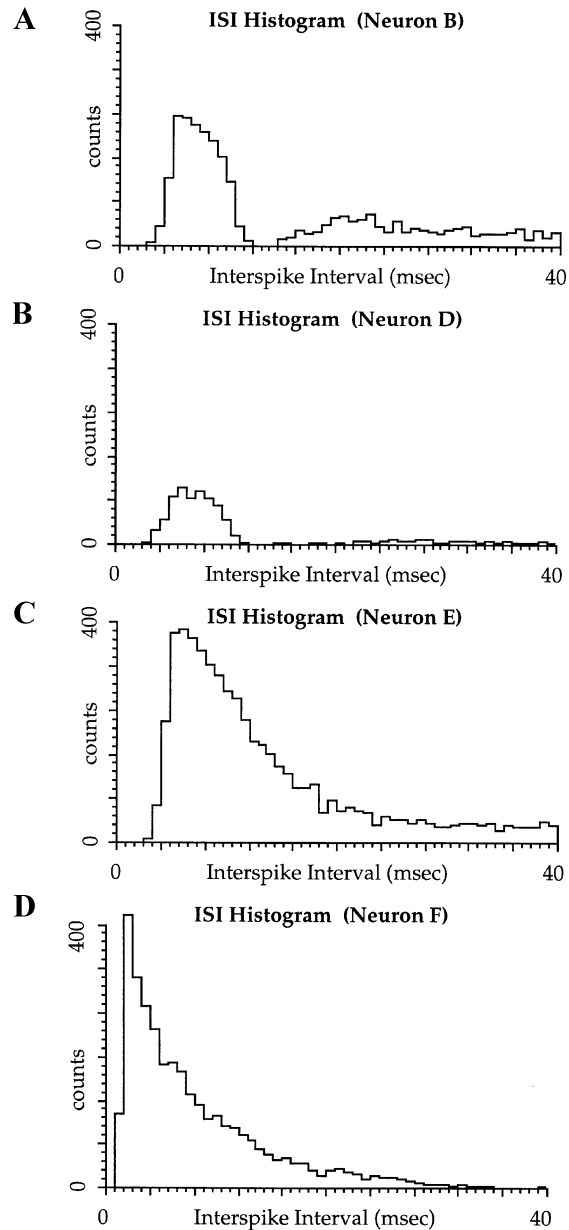 A
ISI Histogram (Neuron B)
400
counts
0
0
Interspike Interval (msec)
40
B
ISI Histogram (Neuron D)
400
counts
0
0
Interspike Interval (msec)
40
C
ISI Histogram (Neuron E)
400
counts
0
0
Interspike Interval (msec)
40
D
ISI Histogram (Neuron F)
400
counts
0
0
Interspike Interval (msec)
40